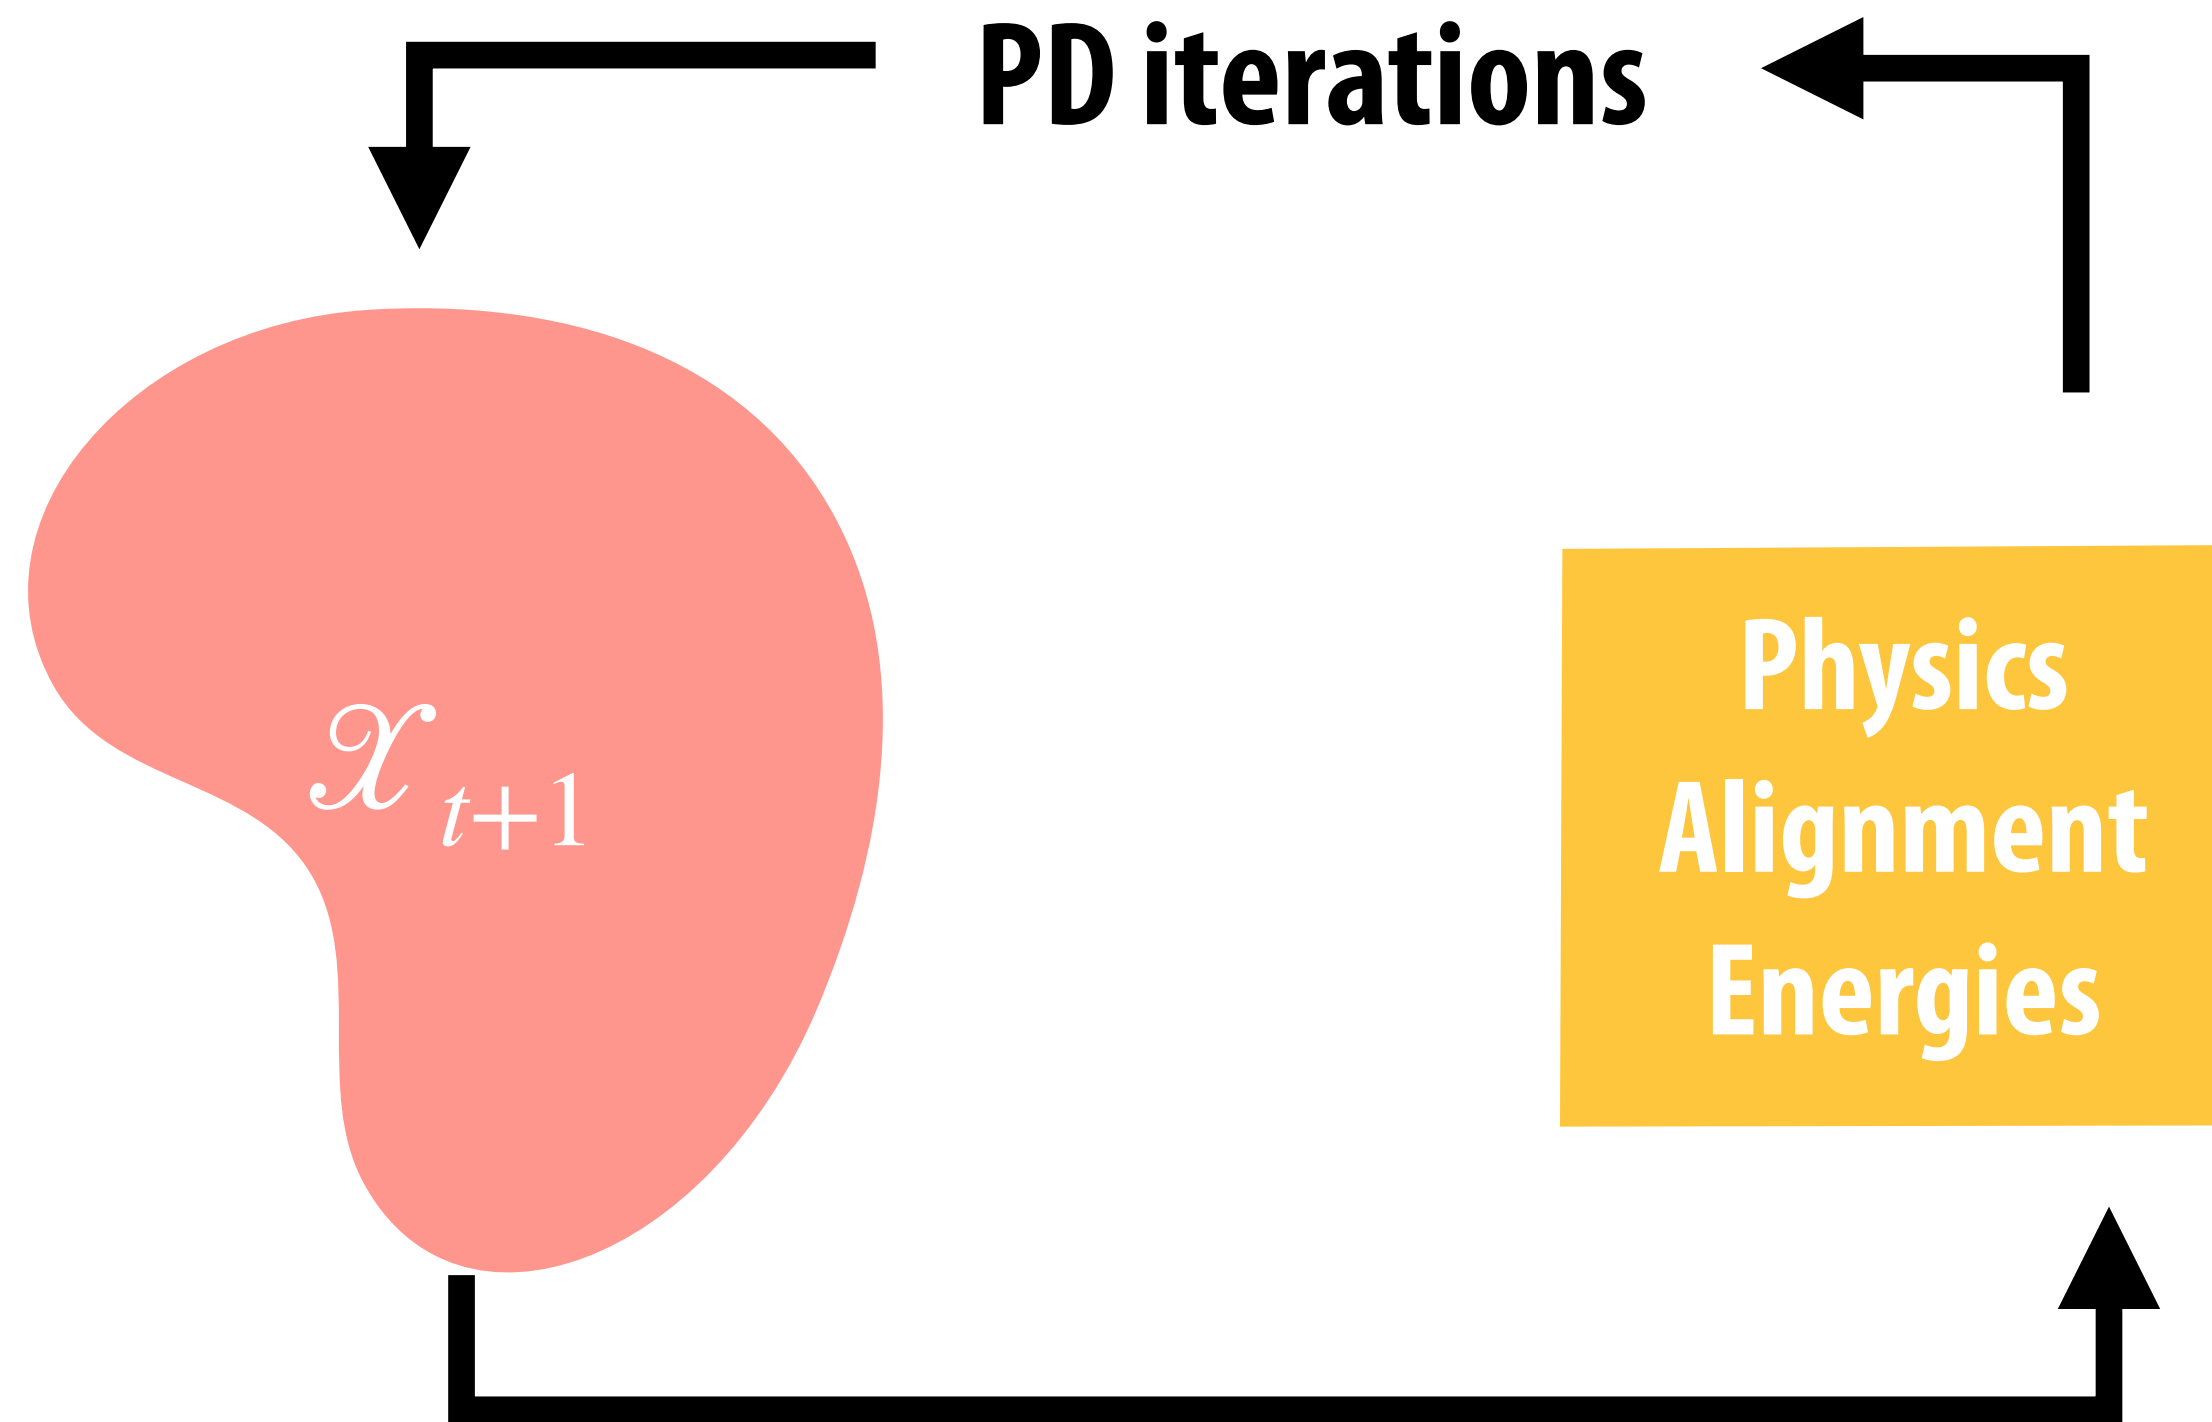 PD iterations
𝒳 t+1
Physics
Alignment
Energies